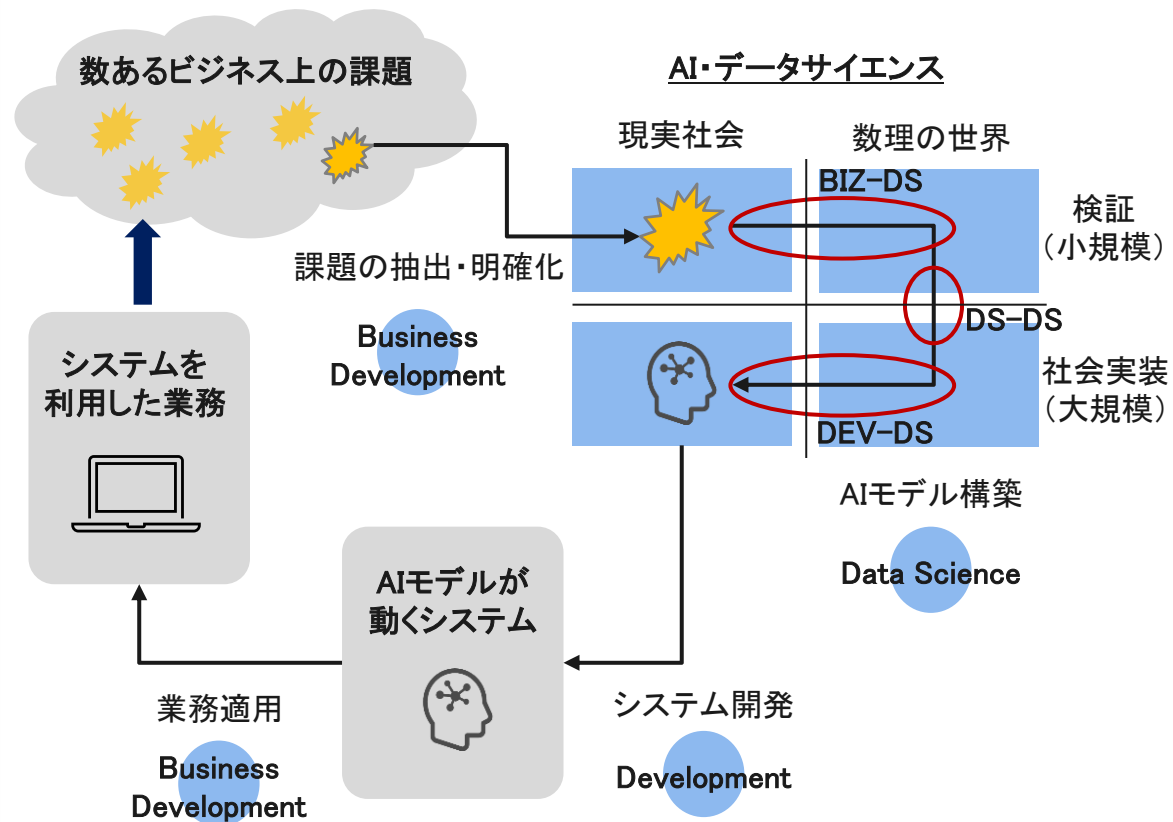 数あるビジネス上の課題
AI・データサイエンス
現実社会
数理の世界
BIZ-DS
検証
（小規模）
課題の抽出・明確化
Business
Development
DS-DS
社会実装
（大規模）
DEV-DS
システムを
利用した業務
AIモデル構築
Data Science
AIモデルが
動くシステム
業務適用
Business
Development
システム開発
Development